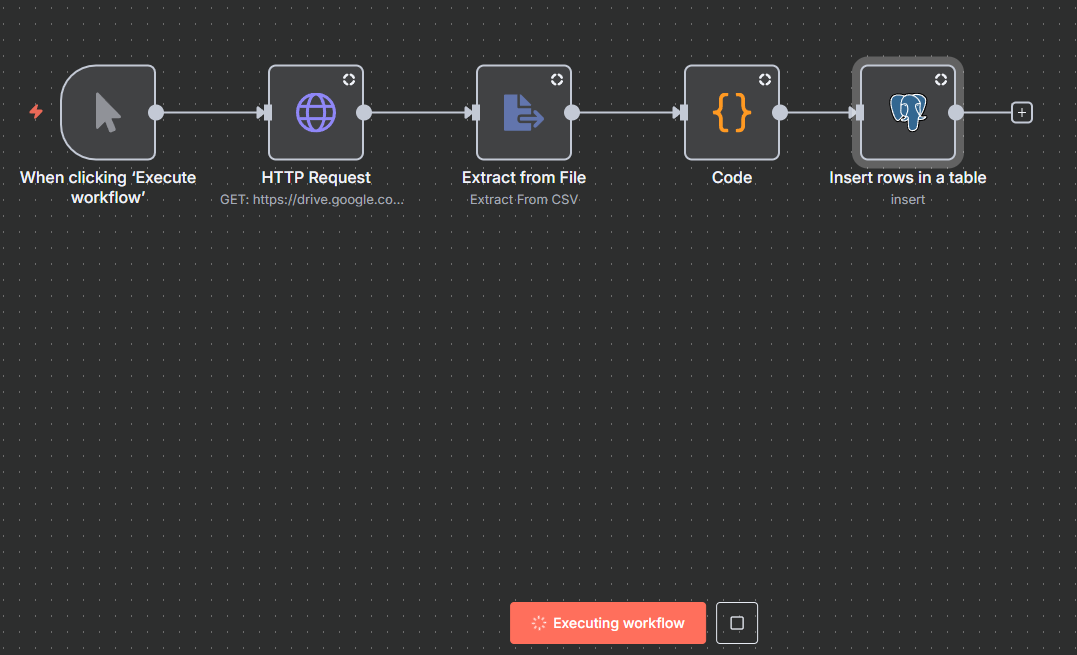 When clicking ‘Execute
workflow’
HTTP Request
GET: https://drive.google.co...
Extract from File
Extract From CSV
{}
Code
Insert rows in a table
insert
Executing workflow